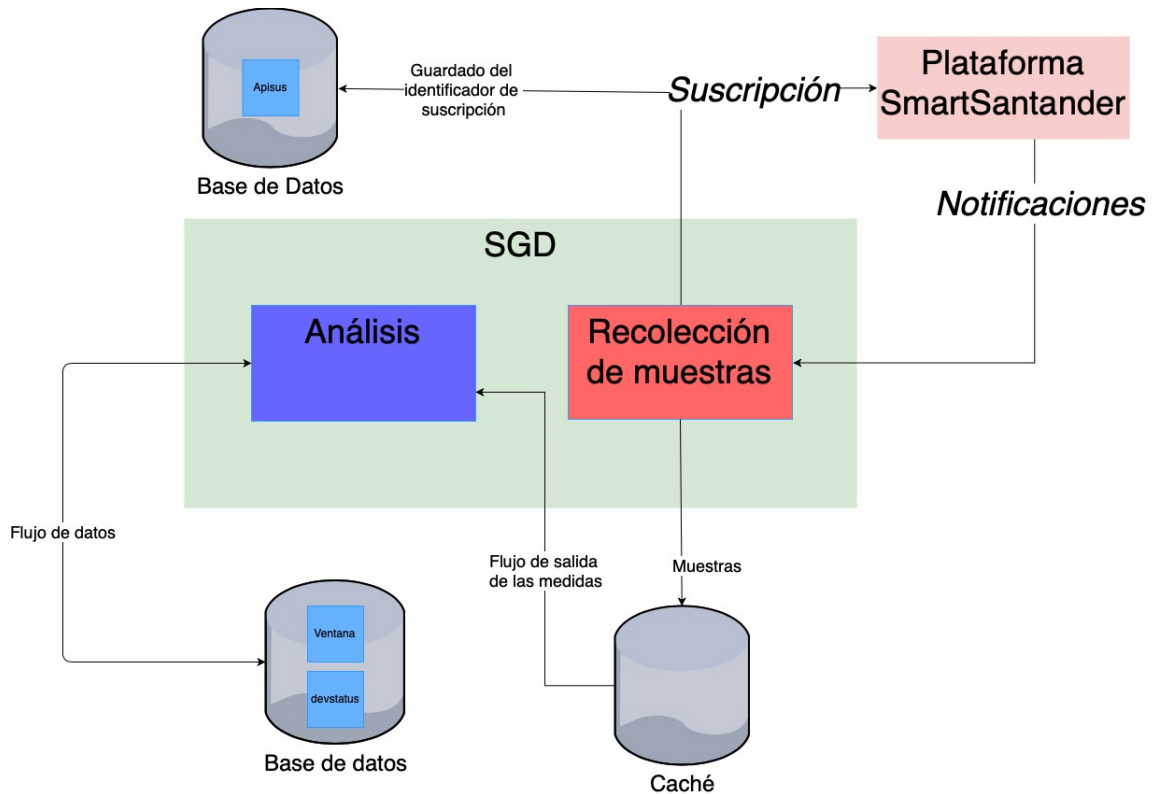 Apisus
Base de Datos
Guardado del
identificador de
suscripción
Suscripción
Plataforma
SmartSantander
Notificaciones
SGD
Análisis
Recolección
de muestras
Flujo de datos
Flujo de salida
de las medidas
Muestras
Ventana
devstatus
Base de datos
Caché